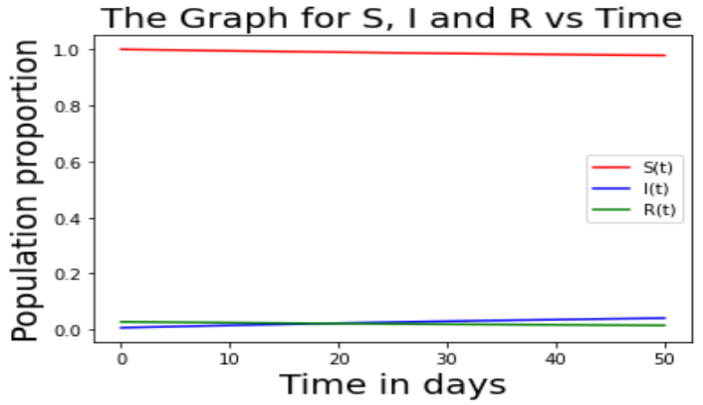 The Graph for S, I and R vs Time
Population proportion
1.0
0.8
0.6
0.4
0.2
0.0
S(t)
I(t)
R(t)
0 10 20 30 40 50
Time in days